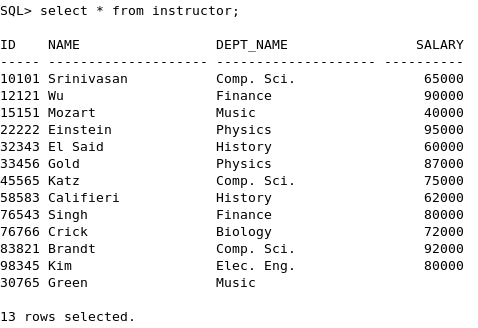 SQL> select * from instructor;
ID    NAME                 DEPT_NAME                SALARY
----- -------------------- -------------------- ----------
10101 Srinivasan           Comp. Sci.                65000
12121 Wu                   Finance                   90000
15151 Mozart               Music                     40000
22222 Einstein             Physics                   95000
32343 El Said              History                   60000
33456 Gold                 Physics                   87000
45565 Katz                 Comp. Sci.                75000
58583 Califieri            History                   62000
76543 Singh                Finance                   80000
76766 Crick                Biology                   72000
83821 Brandt               Comp. Sci.                92000
98345 Kim                  Elec. Eng.                80000
30765 Green                Music
13 rows selected.